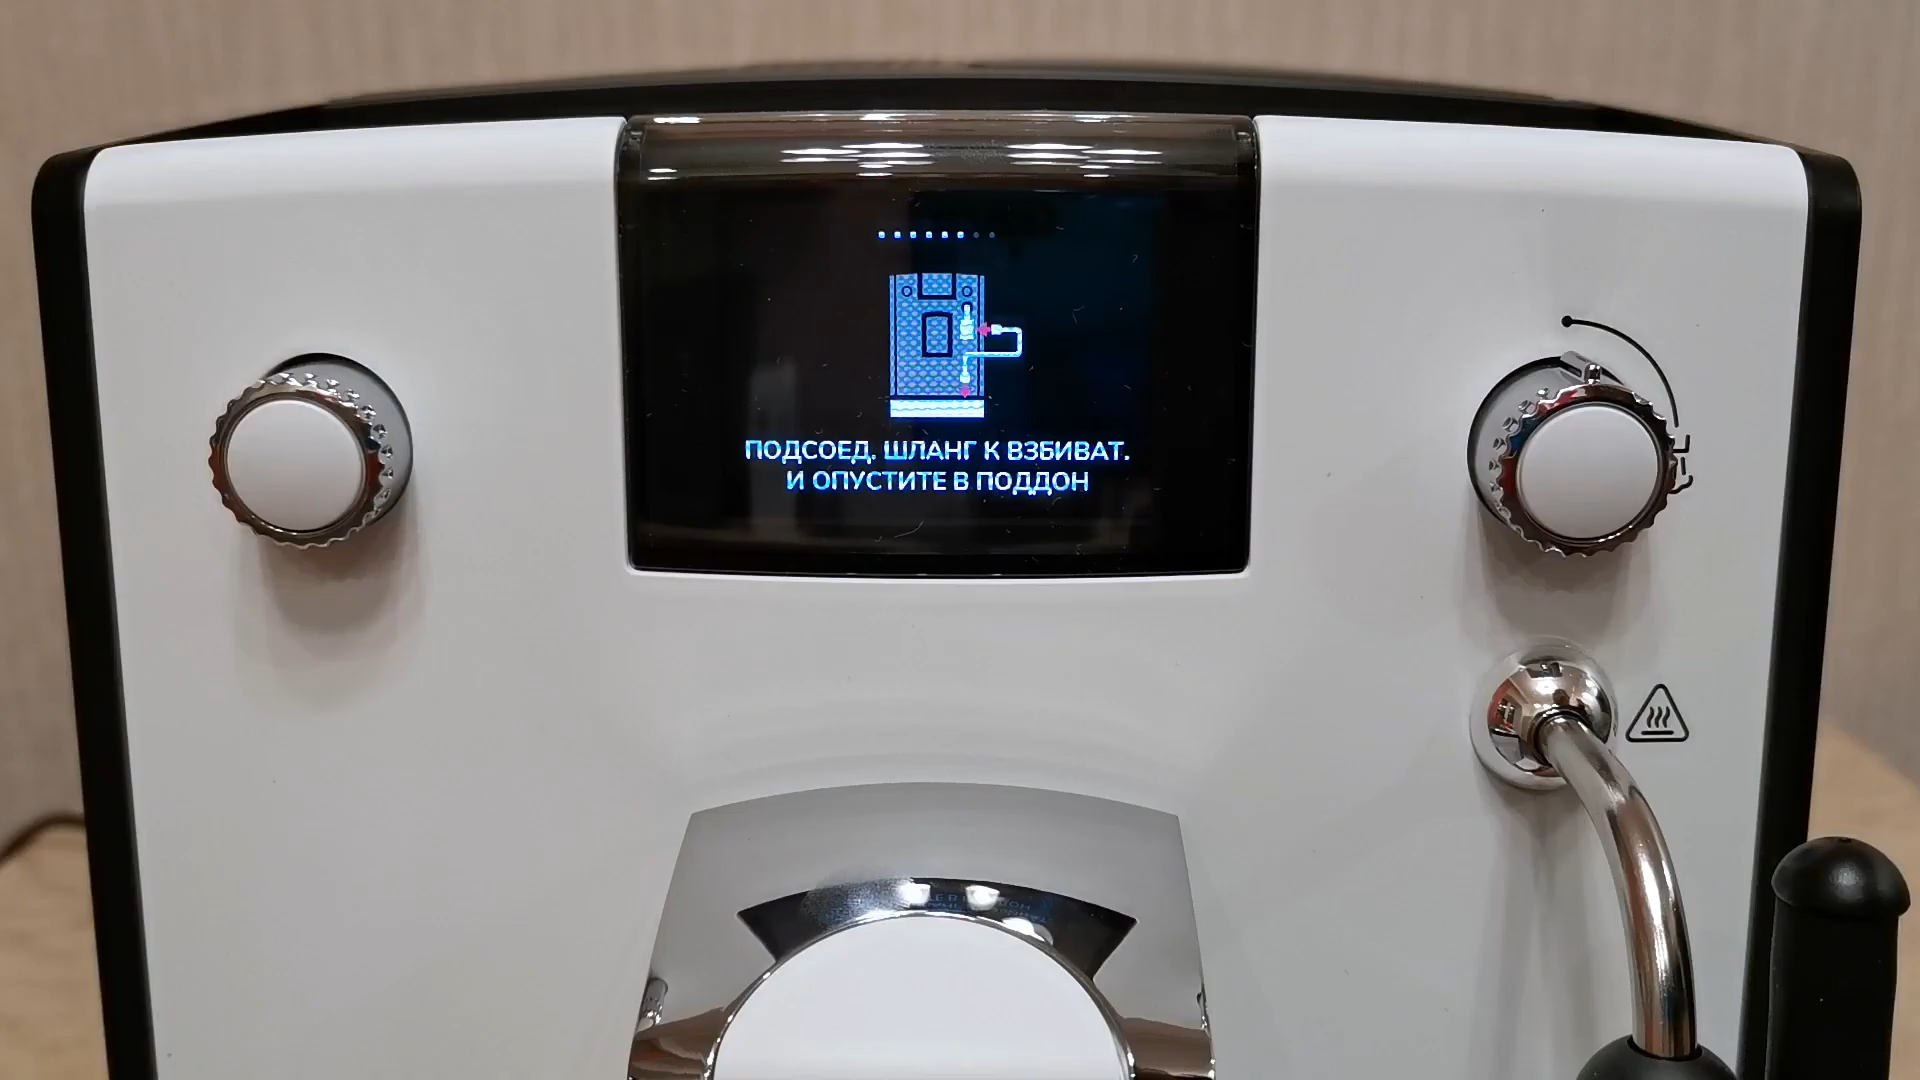 ПОДСОЕД. ШЛАНГ К ВЗБИВАТ.
И ОПУСТИТЕ В ПОДДОН